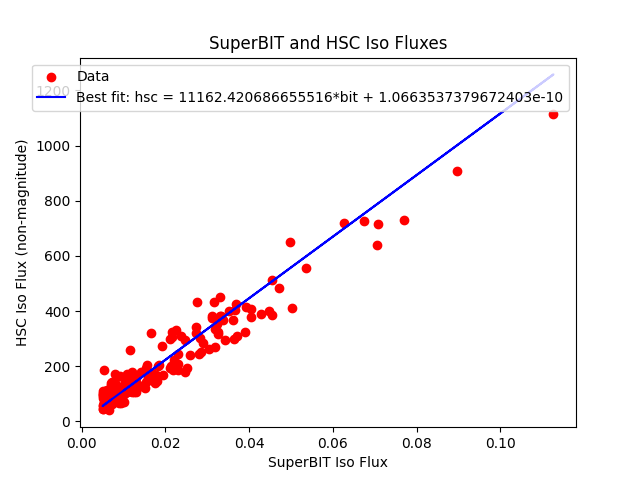 SuperBIT and HSC Iso Fluxes
Data
Best fit: hsc = 11162.420686655516*bit + 1.0663537379672403e-10
HSC Iso Flux (non-magnitude)
1200
1000
800
600
400
200
0
0.00 0.02 0.04 0.06 0.08 0.10
SuperBIT Iso Flux